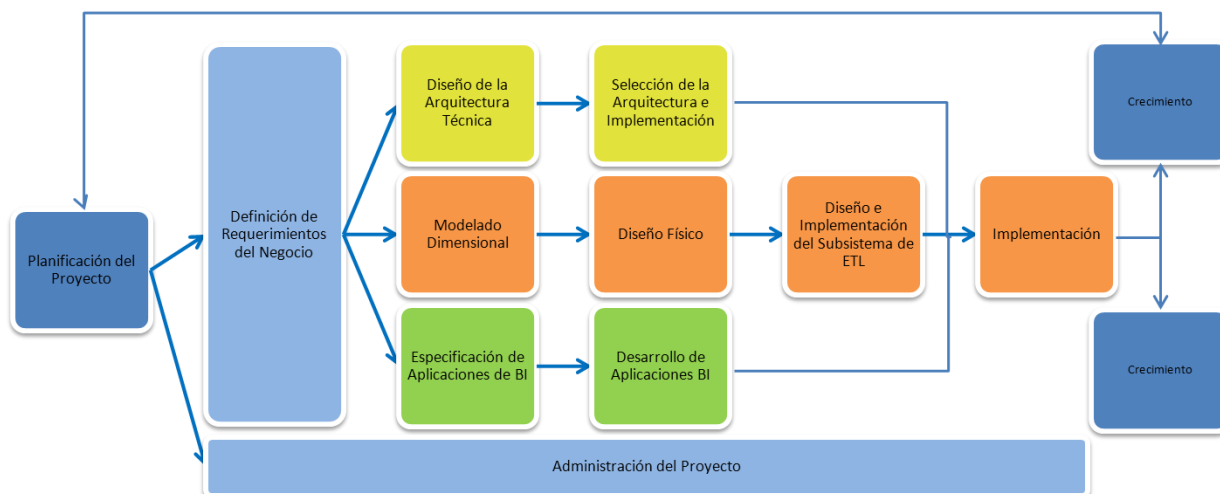 Planificación del
Proyecto
Definición de
Requerimientos
del Negocio
Diseño de la
Arquitectura
Técnica
Selección de la
Arquitectura e
Implementación
Modelado
Dimensional
Diseño Físico
Diseño e
Implementación
del Subsistema de
ETL
Implementación
Especificación de
Aplicaciones de BI
Desarrollo de
Aplicaciones BI
Crecimiento
Crecimiento
Administración del Proyecto